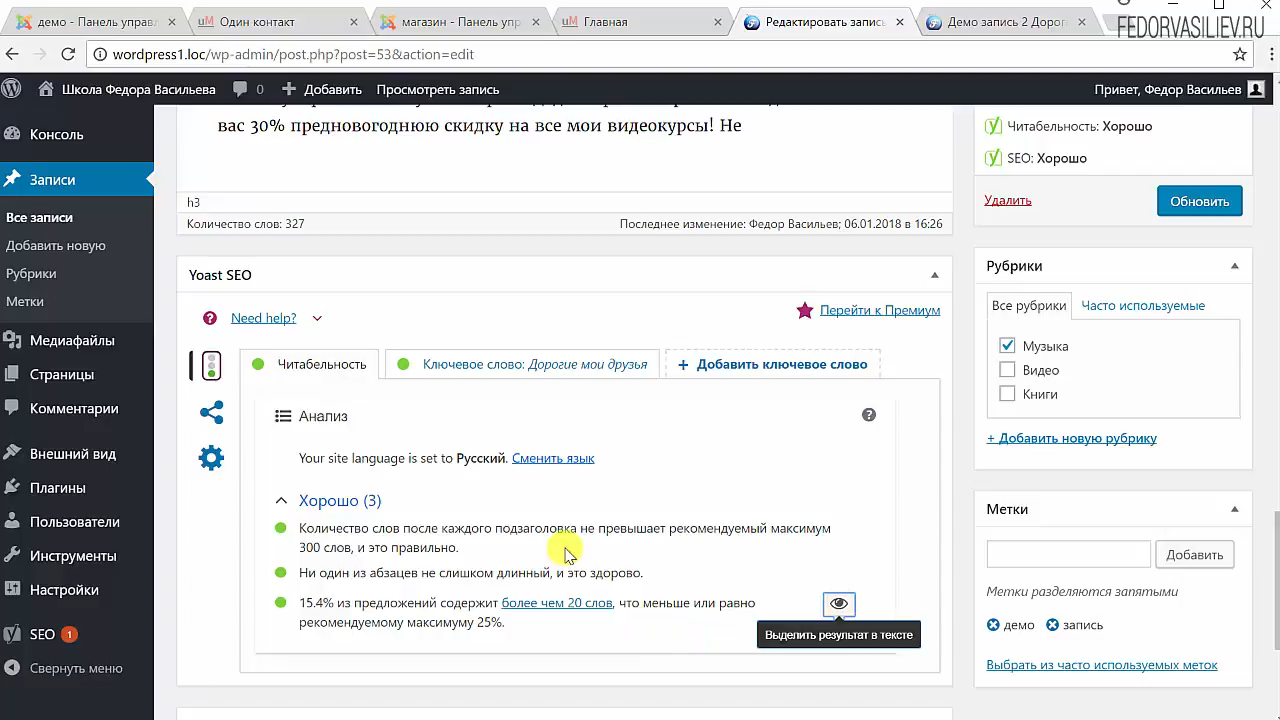 демо - Панель управл
Один контакт
магазин - Панель упр
Главная
Редактировать запись
Демо запись 2 Дорог
FEDORVASILIEV.RU
wordpress1.loc/wp-admin/post.php?post=53&action=edit
Школа Федора Васильева
0
Добавить
Просмотреть запись
Привет, Федор Васильев
Консоль
Записи
Все записи
Добавить новую
Рубрики
Метки
Медиафайлы
Страницы
Комментарии
Внешний вид
Плагины
Пользователи
Инструменты
Настройки
SEO 1
Свернуть меню
вас 30% предновогоднюю скидку на все мои видеокурсы! Не
h3
Количество слов: 327
Последнее изменение: Федор Васильев; 06.01.2018 в 16:26
Yoast SEO
Need help?
Перейти к Премиум
Читабельность
Ключевое слово: Дорогие мои друзья
+ Добавить ключевое слово
Анализ
Your site language is set to Русский. Сменить язык
Хорошо (3)
Количество слов после каждого подзаголовка не превышает рекомендуемый максимум
300 слов, и это правильно.
Ни один из абзацев не слишком длинный, и это здорово.
15.4% из предложений содержит более чем 20 слов, что меньше или равно
рекомендуемому максимуму 25%.
Выделить результат в тексте
Читабельность: Хорошо
SEO: Хорошо
Удалить
Обновить
Рубрики
Все рубрики
Часто используемые
Музыка
Видео
Книги
+ Добавить новую рубрику
Метки
Добавить
Метки разделяются запятыми
демо
запись
Выбрать из часто используемых меток